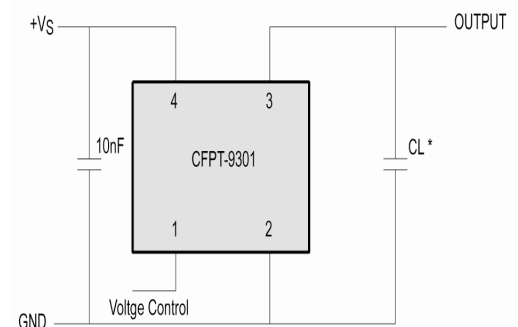 +VS
OUTPUT
4
3
10nF
CFPT-9301
CL *
1
2
Voltge Control
GND